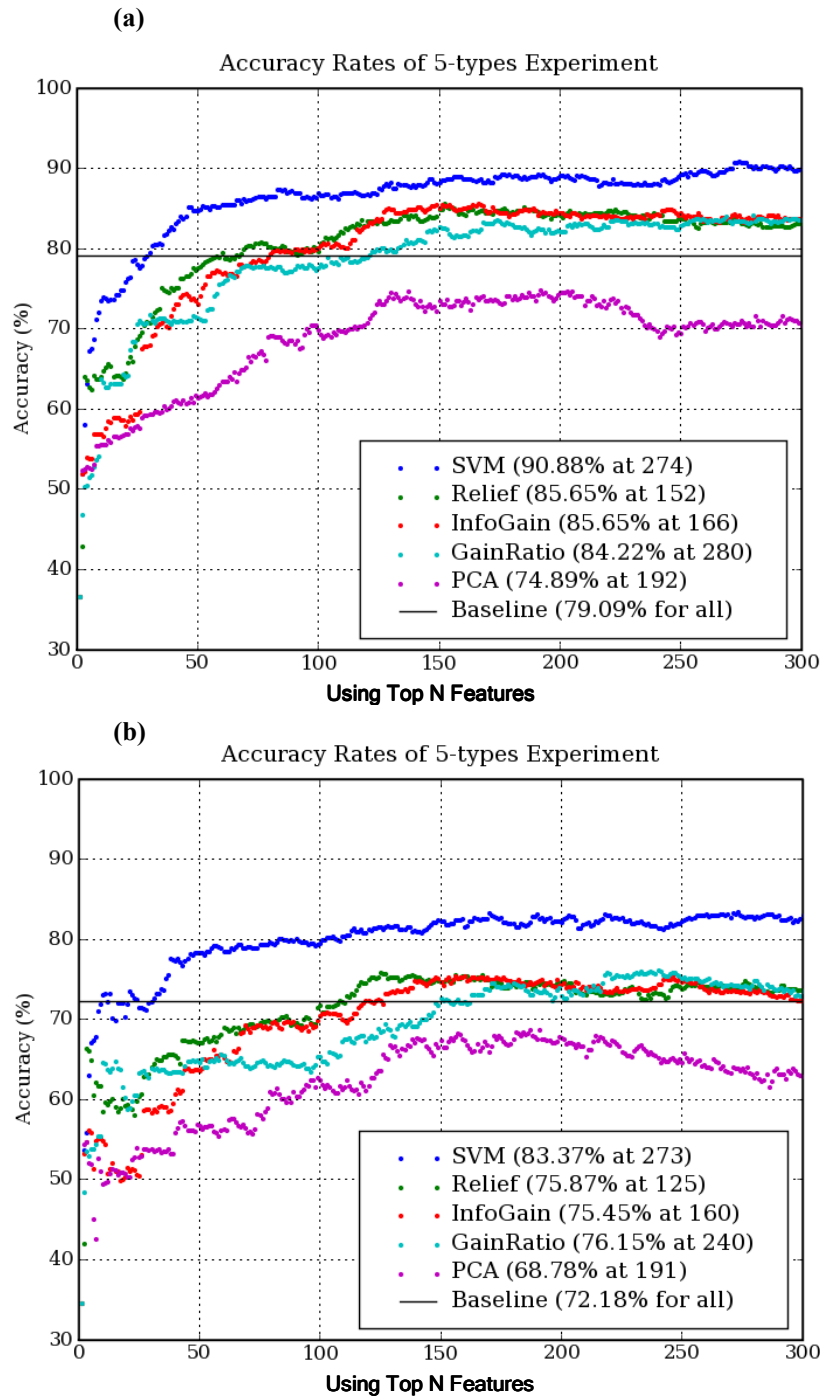 (a)
Accuracy Rates of 5-types Experiment
100
90
80
70
60
50
40
30
Accuracy (%)
SVM (90.88% at 274)
Relief (85.65% at 152)
InfoGain (85.65% at 166)
GainRatio (84.22% at 280)
PCA (74.89% at 192)
Baseline (79.09% for all)
0 50 100 150 200 250 300
Using Top N Features
(b)
Accuracy Rates of 5-types Experiment
100
90
80
70
60
50
40
30
Accuracy (%)
SVM (83.37% at 273)
Relief (75.87% at 125)
InfoGain (75.45% at 160)
GainRatio (76.15% at 240)
PCA (68.78% at 191)
Baseline (72.18% for all)
0 50 100 150 200 250 300
Using Top N Features